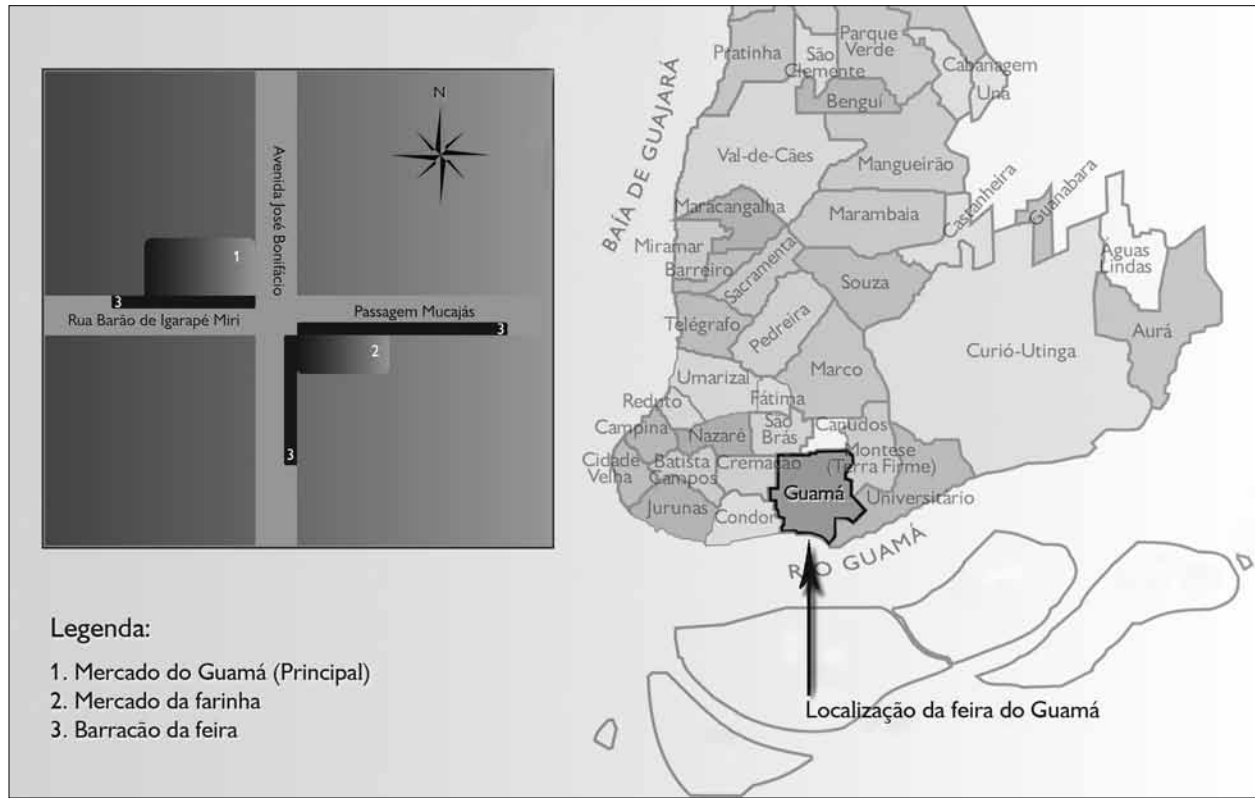 N
Avenida José Bonifácio
1
3
Rua Barão de Igarapé Miri
Passagem Mucajás
3
2
3
Legenda:
1. Mercado do Guamá (Principal)
2. Mercado da farinha
3. Barracão da feira
BAÍA DE GUAJARÁ
Pratinha
São
Clemente
Parque
Verde
Cabanagem
Una
Benguí
Val-de-Cães
Mangueirão
Castanheira
Guanabara
Maracangalha
Marambaia
Miramar
Barreiro
Sacramental
Souza
Águas
Lindas
Telégrafo
Pedreira
Aurá
Curió-Utinga
Marco
Umarizal
Fátima
Reduto
Campina
Nazaré
São
Brás
Canudos
Cidade
Velha
Batista
Campos
Cremação
Montese
(Terra Firme)
Guamá
Universitário
Jurunas
Condor
RIO GUAMÁ
Localização da feira do Guamá